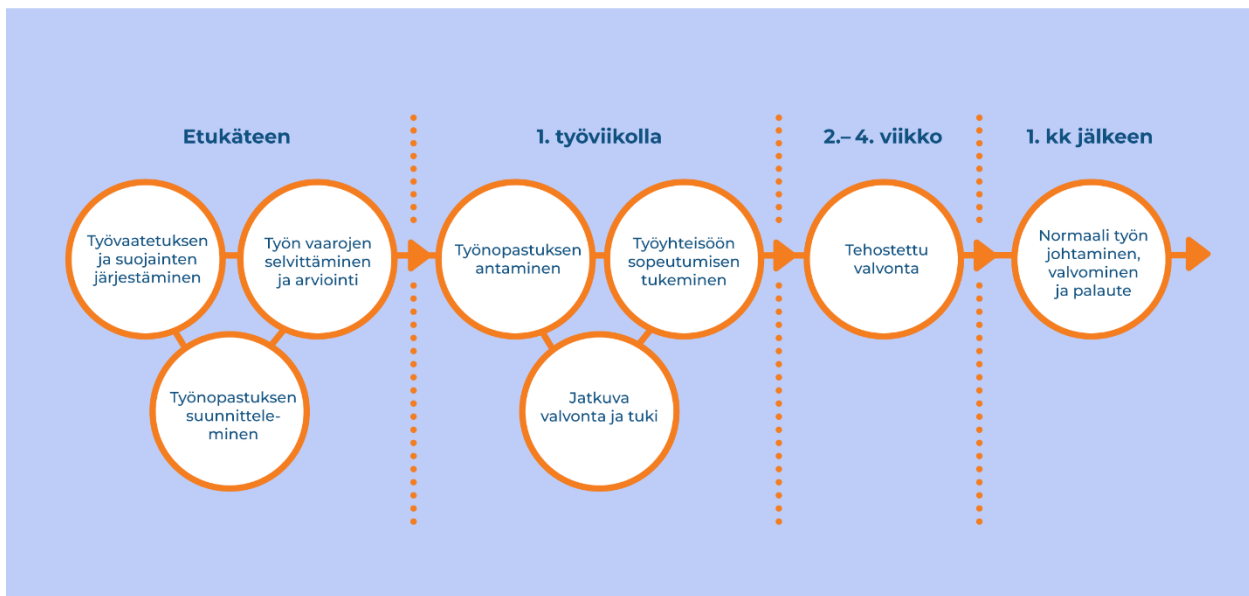 Etukäteen
Työvaatetuksen
ja suojainten
järjestäminen
Työn vaarojen
selvittäminen
ja arviointi
Työnopastuksen
suunnittele-
minen
1. työviikolla
Työnopastuksen
antaminen
Työyhteisöön
sopeutumisen
tukeminen
Jatkuva
valvonta ja tuki
2.–4. viikko
Tehostettu
valvonta
1. kk jälkeen
Normaali työn
johtaminen,
valvominen
ja palaute